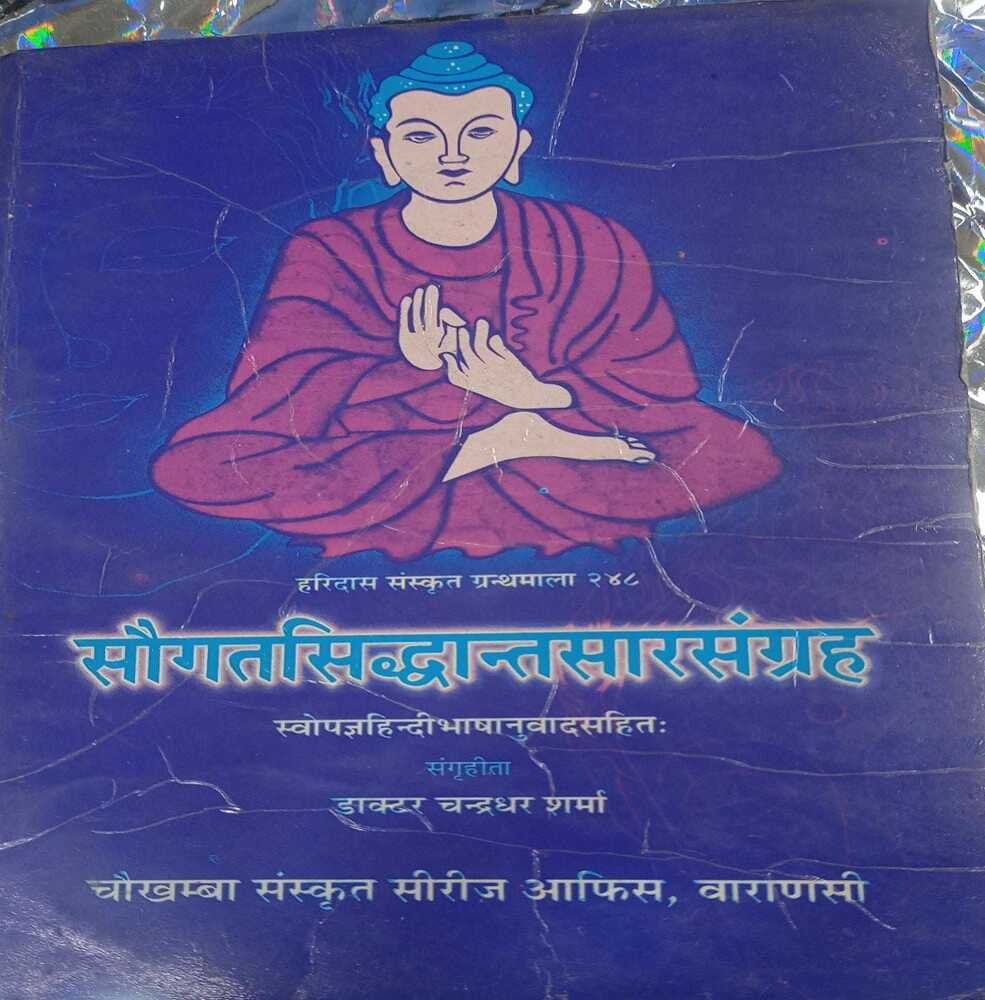 हरिदास संस्कृत ग्रन्थमाला २४८
सौगतसिद्धान्तसारसंग्रह
स्वोपज्ञहिन्दीभाषानुवादसहितः
संगृहीता
डाक्टर चन्द्रधर शर्मा
चौखम्बा संस्कृत सीरीज आफिस, वाराणसी